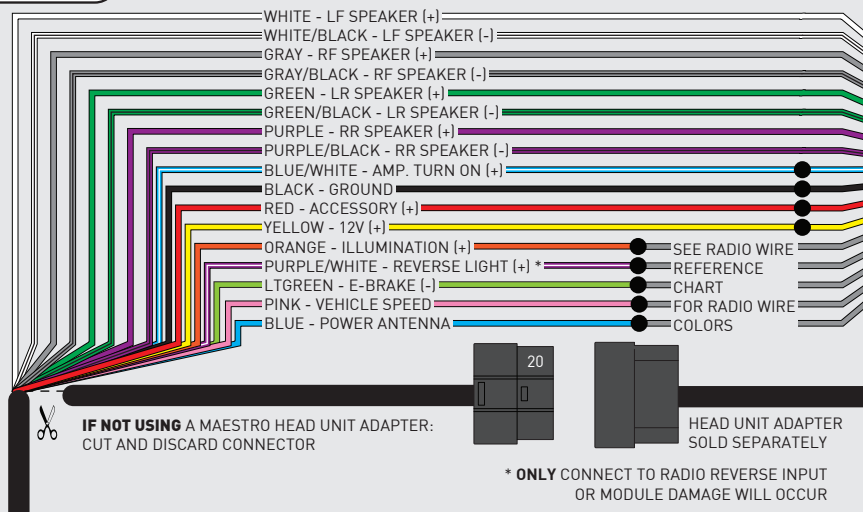 WHITE - LF SPEAKER (+)
WHITE/BLACK - LF SPEAKER (-)
GRAY - RF SPEAKER (+)
GRAY/BLACK - RF SPEAKER (-)
GREEN - LR SPEAKER (+)
GREEN/BLACK - LR SPEAKER (-)
PURPLE - RR SPEAKER (+)
PURPLE/BLACK - RR SPEAKER (-)
BLUE/WHITE - AMP. TURN ON (+)
BLACK - GROUND
RED - ACCESSORY (+)
YELLOW - 12V (+)
ORANGE - ILLUMINATION (+)
PURPLE/WHITE - REVERSE LIGHT (+) *
LTGREEN - E-BRAKE (-)
PINK - VEHICLE SPEED
BLUE - POWER ANTENNA
SEE RADIO WIRE
REFERENCE
CHART
FOR RADIO WIRE
COLORS
20
IF NOT USING A MAESTRO HEAD UNIT ADAPTER:
CUT AND DISCARD CONNECTOR
HEAD UNIT ADAPTER
SOLD SEPARATELY
* ONLY CONNECT TO RADIO REVERSE INPUT
OR MODULE DAMAGE WILL OCCUR